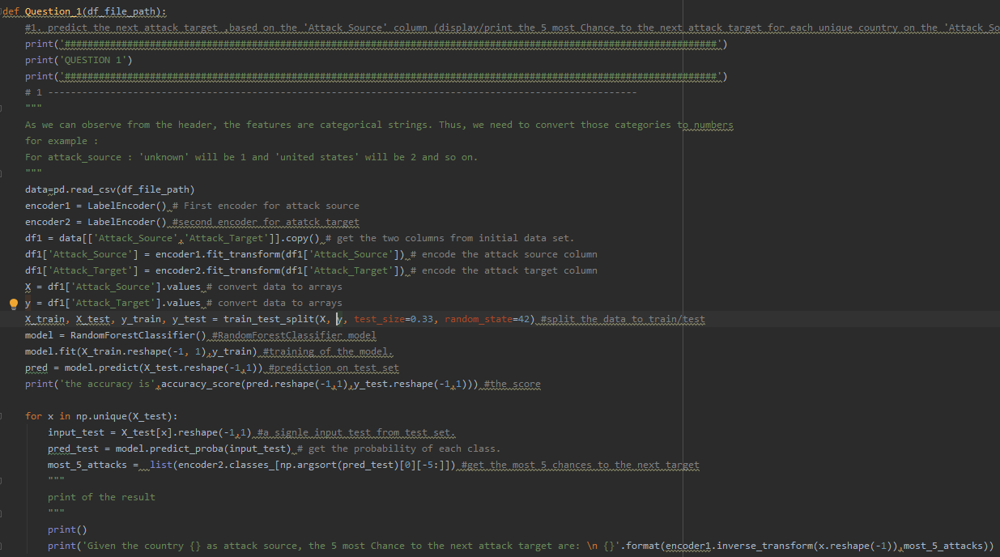 def Question_1(df_file_path):
#1. predict the next attack target ,based on the 'Attack_Source' column (display/print the 5 most Chance to the next attack target for each unique country on the 'Attack_So
print('###################################################################################################################')
print('QUESTION 1')
print('###################################################################################################################')
# 1 --------------------------------------------------------------------------------------------------------
"""
As we can observe from the header, the features are categorical strings. Thus, we need to convert those categories to numbers
for example :
For attack_source : 'unknown' will be 1 and 'united states' will be 2 and so on.
"""
data=pd.read_csv(df_file_path)
encoder1 = LabelEncoder() # First encoder for attack source
encoder2 = LabelEncoder() #second encoder for atatck target
df1 = data[['Attack_Source','Attack_Target']].copy() # get the two columns from initial data set.
df1['Attack_Source'] = encoder1.fit_transform(df1['Attack_Source']) # encode the attack source column
df1['Attack_Target'] = encoder2.fit_transform(df1['Attack_Target']) # encode the attack target column
X = df1['Attack_Source'].values # convert data to arrays
y = df1['Attack_Target'].values # convert data to arrays
X_train, X_test, y_train, y_test = train_test_split(X, y, test_size=0.33, random_state=42) #split the data to train/test
model = RandomForestClassifier() #RandomForestClassifier model
model.fit(X_train.reshape(-1, 1),y_train) #training of the model.
pred = model.predict(X_test.reshape(-1,1)) #prediction on test set
print('the accuracy is',accuracy_score(pred.reshape(-1,1),y_test.reshape(-1,1))) #the score
for x in np.unique(X_test):
input_test = X_test[x].reshape(-1,1) #a signle input test from test set.
pred_test = model.predict_proba(input_test) # get the probability of each class.
most_5_attacks =  list(encoder2.classes_[np.argsort(pred_test)[0][-5:]]) #get the most 5 chances to the next target
"""
print of the result
"""
print()
print('Given the country {} as attack source, the 5 most Chance to the next attack target are: \n {}'.format(encoder1.inverse_transform(x.reshape(-1)),most_5_attacks))